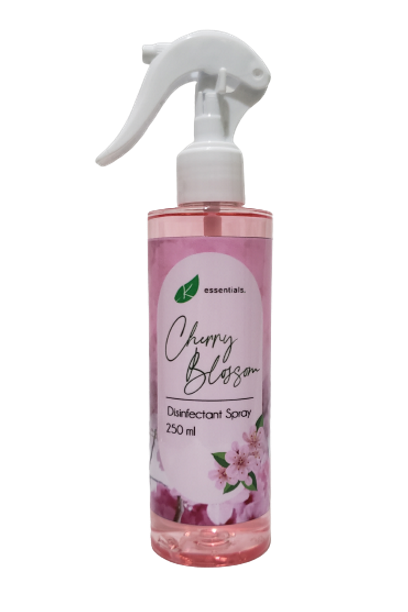 K essentials.
Cherry
Blossom
Disinfectant Spray
250 ml